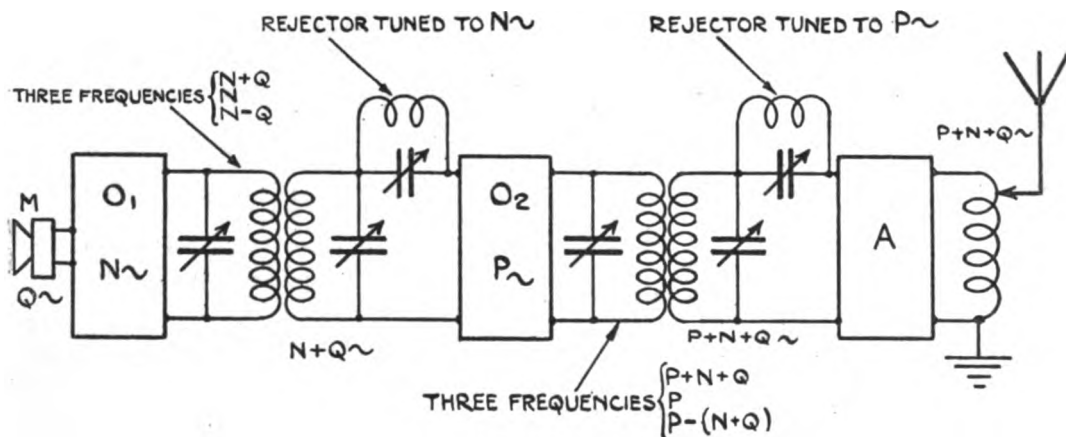 REJECTOR TUNED TO N~
REJECTOR TUNED TO P~
THREE FREQUENCIES { N+Q
N
N-Q
P+N+Q~
M
O₁
N~
Q~
O₂
P~
A
N+Q~
P+N+Q~
THREE FREQUENCIES { P+N+Q
P
P-(N+Q)